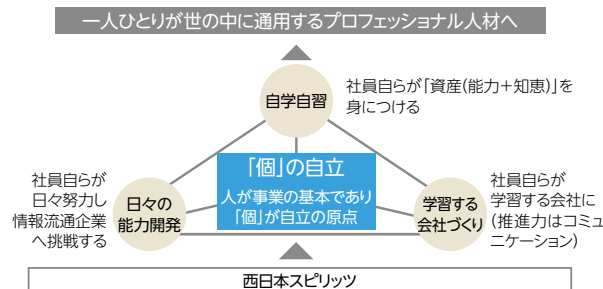 一人ひとりが世の中に通用するプロフェッショナル人材へ
自学自習
社員自らが「資産(能力+知恵)」を
身につける
「個」の自立
人が事業の基本であり
「個」が自立の原点
社員自らが
日々努力し
情報流通企業
へ挑戦する
日々の
能力開発
学習する
会社づくり
社員自らが
学習する会社に
(推進力はコミュ
ニケーション)
西日本スピリッツ